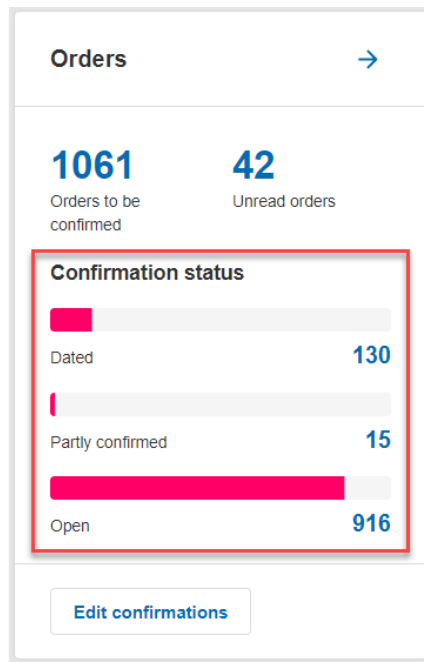 Orders
1061
42
Orders to be
confirmed
Unread orders
Confirmation status
Dated
130
Partly confirmed
15
Open
916
Edit confirmations